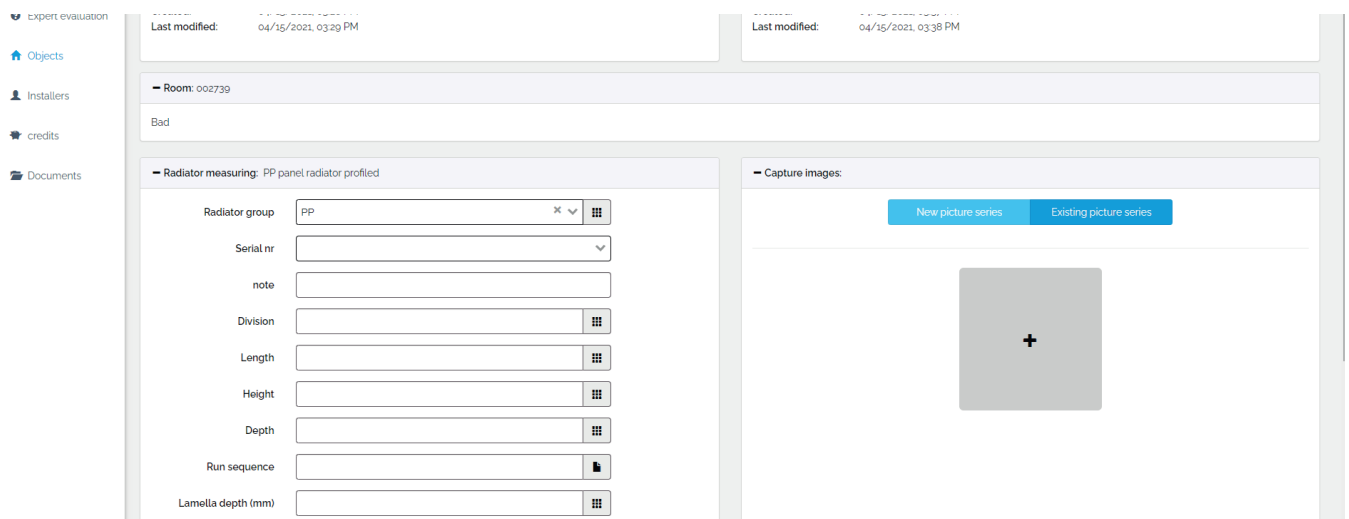 Expert evaluation
Objects
Installers
credits
Documents
Last modified: 04/15/2021, 03:29 PM
Last modified: 04/15/2021, 03:38 PM
Room: 002739
Bad
Radiator measuring: PP panel radiator profiled
Radiator group PP
Serial nr
note
Division
Length
Height
Depth
Run sequence
Lamella depth (mm)
Capture images:
New picture series Existing picture series